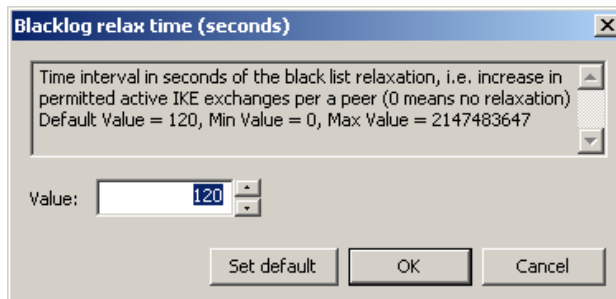 Blacklog relax time (seconds)
Time interval in seconds of the black list relaxation, i.e. increase in
permitted active IKE exchanges per a peer (0 means no relaxation)
Default Value = 120, Min Value = 0, Max Value = 2147483647
Value: 120
Set default OK Cancel